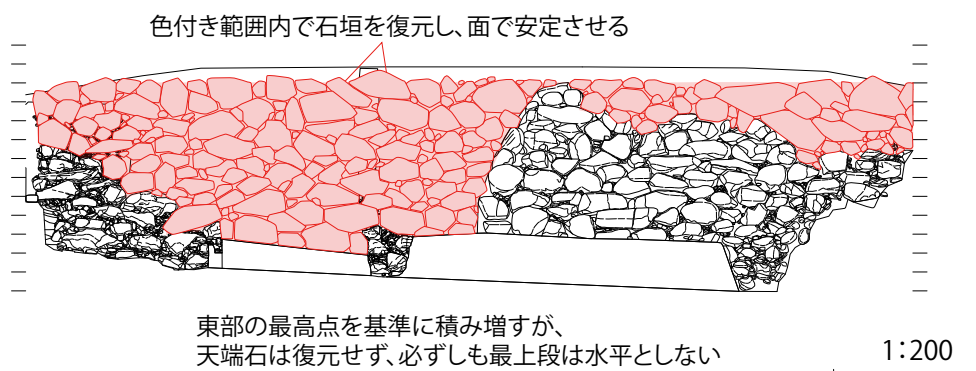 色付き範囲内で石垣を復元し、面で安定させる
東部の最高点を基準に積み増すが、
天端石は復元せず、必ずしも最上段は水平としない
1：200